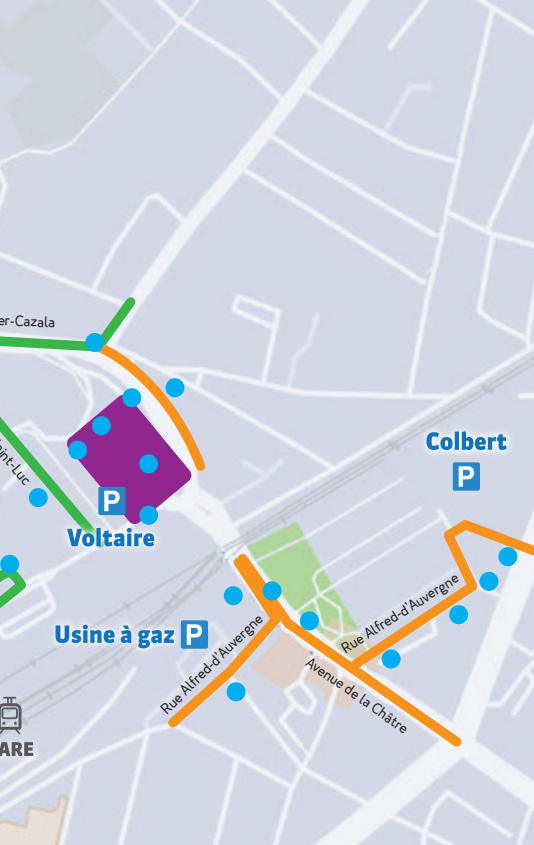 er-Cazala
Colbert
P
aint-Luc
P
Voltaire
Usine à gaz P
Rue Alfred-d'Auvergne
Rue Alfred-d'Auvergne
Avenue de la Châtre
ARE